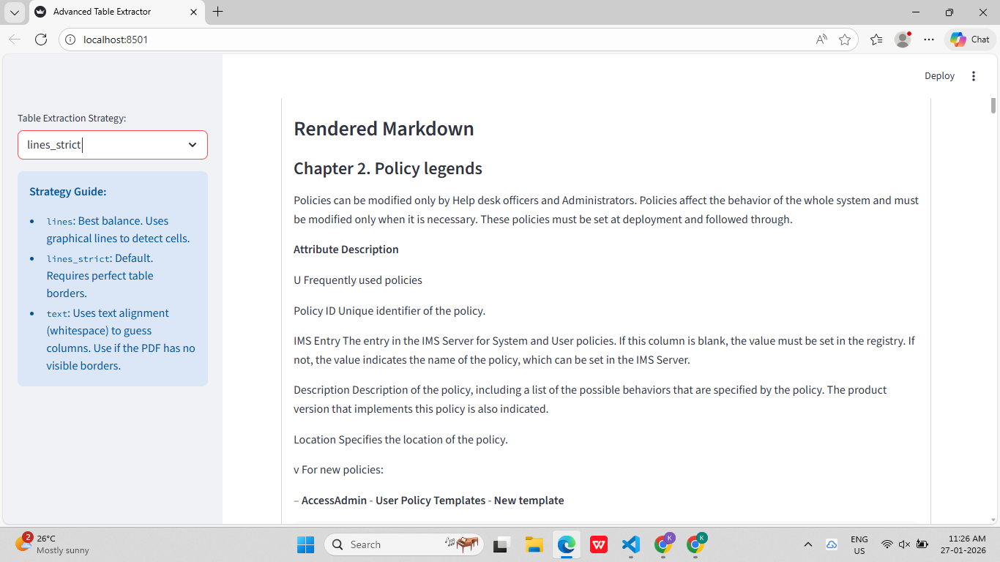 Advanced Table Extractor
localhost:8501
Chat
Deploy
Table Extraction Strategy:
lines_strict
Strategy Guide:
• lines: Best balance. Uses
graphical lines to detect cells.
• lines_strict: Default.
Requires perfect table
borders.
• text: Uses text alignment
(whitespace) to guess
columns. Use if the PDF has no
visible borders.
Rendered Markdown
Chapter 2. Policy legends
Policies can be modified only by Help desk officers and Administrators. Policies affect the behavior of the whole system and must
be modified only when it is necessary. These policies must be set at deployment and followed through.
Attribute Description
U Frequently used policies
Policy ID Unique identifier of the policy.
IMS Entry The entry in the IMS Server for System and User policies. If this column is blank, the value must be set in the registry. If
not, the value indicates the name of the policy, which can be set in the IMS Server.
Description Description of the policy, including a list of the possible behaviors that are specified by the policy. The product
version that implements this policy is also indicated.
Location Specifies the location of the policy.
v For new policies:
– AccessAdmin - User Policy Templates - New template
2
26°C
Mostly sunny
Search
K
K
ENG
US
11:26 AM
27-01-2026